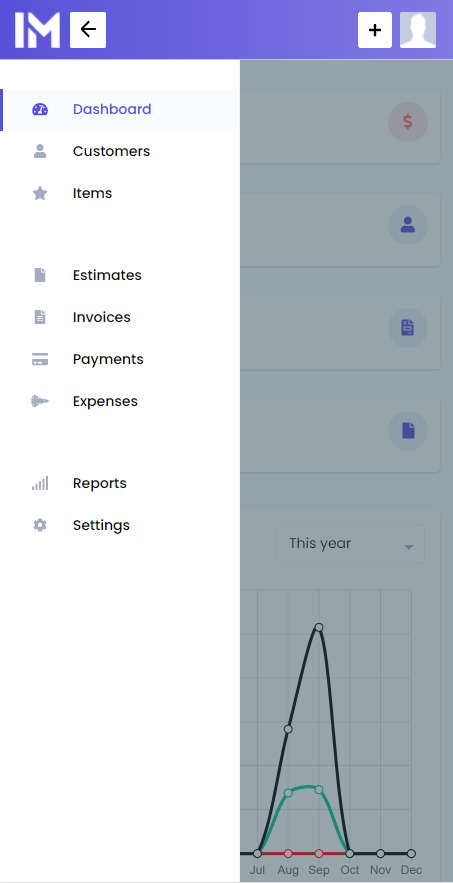 IM
Dashboard
Customers
Items
Estimates
Invoices
Payments
Expenses
Reports
Settings
$
This year
Jul Aug Sep Oct Nov Dec